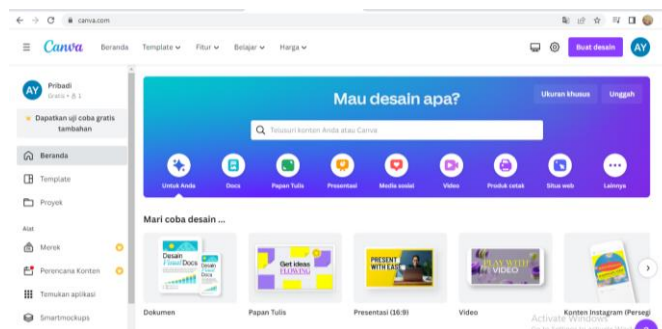 canva.com
Canva
Beranda
Template
Fitur
Belajar
Harga
Buat desain
AY
AY
Pribadi
Gratis • 1
Dapatkan uji coba gratis
tambahan
Beranda
Template
Proyek
Alat
Merek
Perencana Konten
Temukan aplikasi
Smartmockups
Mau desain apa?
Ukuran khusus
Unggah
Telusuri konten Anda atau Canva
Untuk Anda
Docs
Papan Tulis
Presentasi
Media sosial
Video
Produk cetak
Situs web
Lainnya
Mari coba desain ...
Desain
Visual Docs
Dokumen
Get ideas
FLOWING
Papan Tulis
PRESENT
WITH EASE
Presentasi (16:9)
PLAY WITH
VIDEO
Video
Konten Instagram (Persegi
Activate Windows